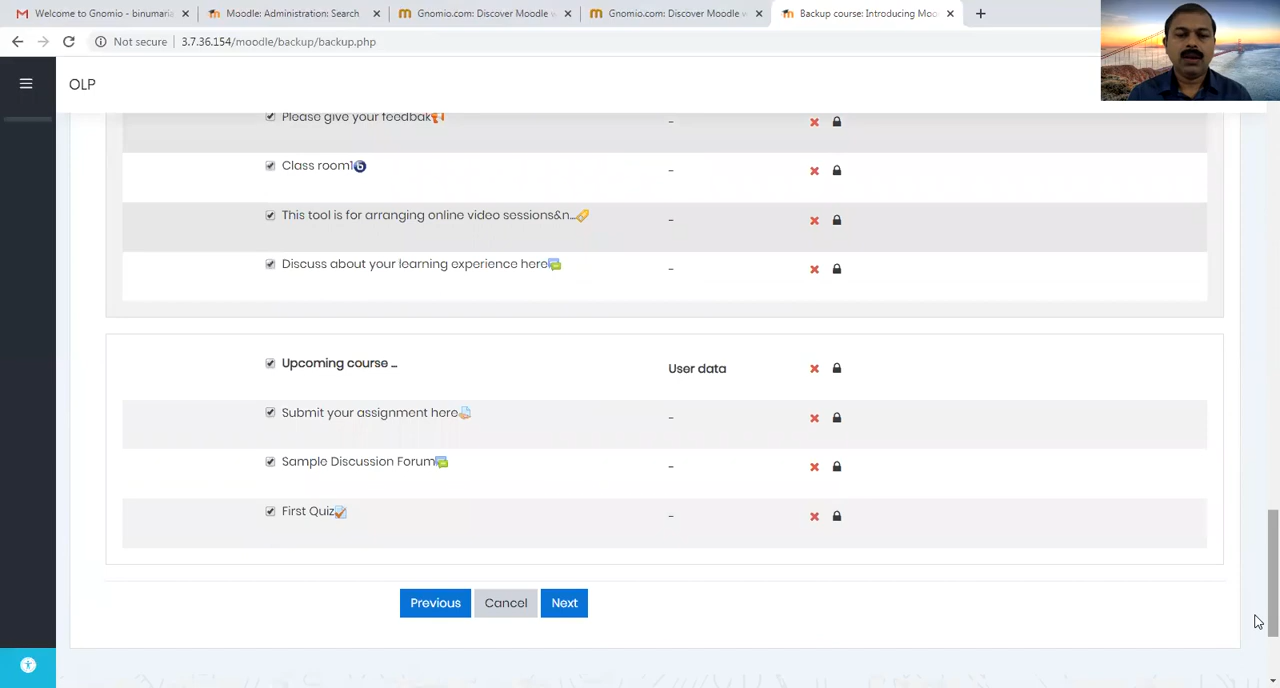 Welcome to Gnomio - binumaria
Moodle: Administration: Search
Gnomio.com: Discover Moodle
Gnomio.com: Discover Moodle
Backup course: Introducing Moo
Not secure
3.7.36.154/moodle/backup/backup.php
OLP
Please give your feedbak
-
Class room1
-
This tool is for arranging online video sessions&n...
-
Discuss about your learning experience here
-
Upcoming course ...
User data
Submit your assignment here
-
Sample Discussion Forum
-
First Quiz
-
Previous
Cancel
Next